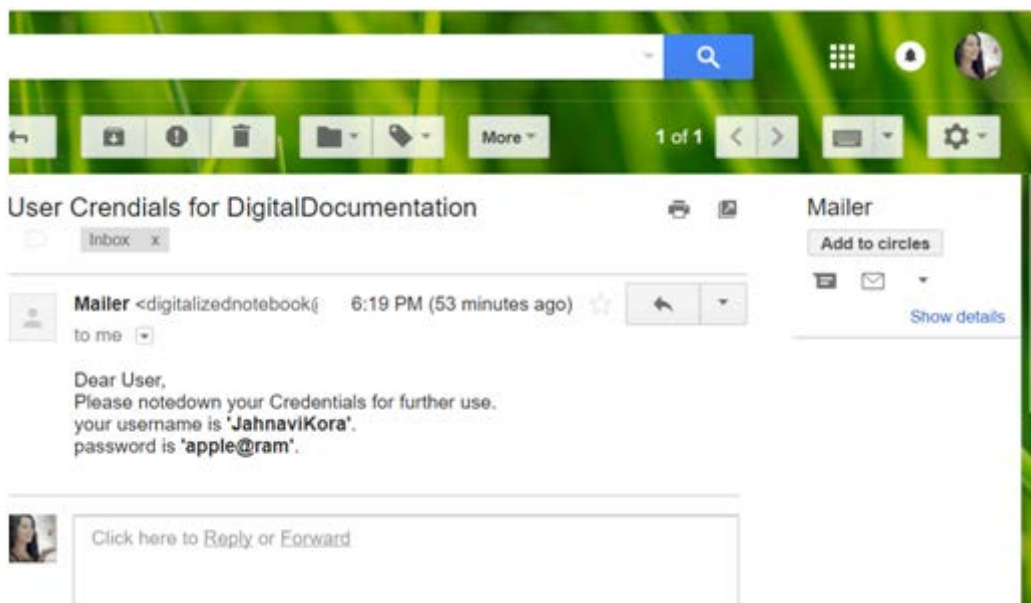 More
1 of 1
User Crendials for DigitalDocumentation
Inbox x
Mailer <digitalizednotebook@ 6:19 PM (53 minutes ago)
to me
Dear User,
Please notedown your Credentials for further use.
your username is 'JahnaviKora'.
password is 'apple@ram'.
Click here to Reply or Forward
Mailer
Add to circles
Show details